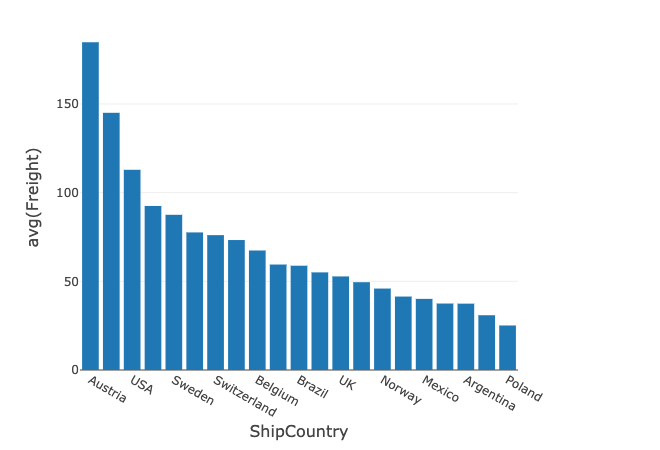 150
100
50
0
avg(Freight)
Austria
USA
Sweden
Switzerland
Belgium
Brazil
UK
Norway
Mexico
Argentina
Poland
ShipCountry